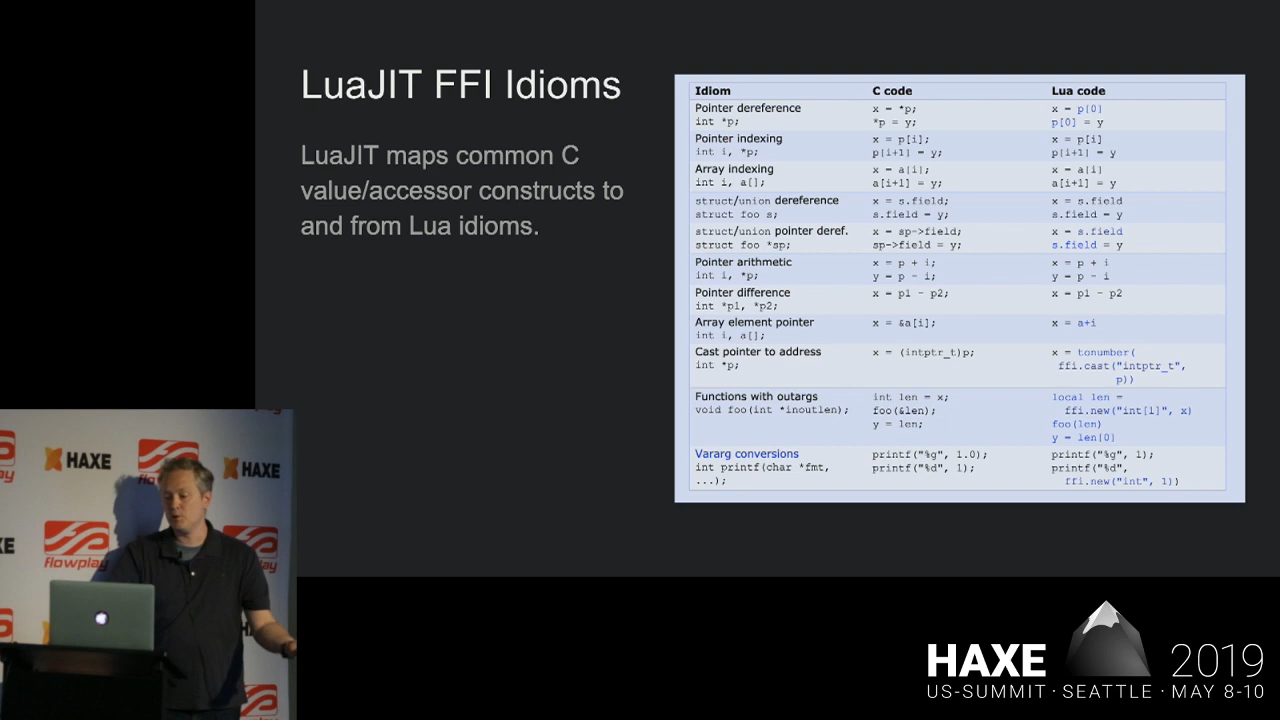 LuaJIT FFI Idioms
LuaJIT maps common C
value/accessor constructs to
and from Lua idioms.
Idiom C code Lua code
Pointer dereference x = *p; x = p[0]
int *p; *p = y; p[0] = y
Pointer indexing x = p[i]; x = p[i]
int i, *p; p[i+1] = y; p[i+1] = y
Array indexing x = a[i]; x = a[i]
int i, a[]; a[i+1] = y; a[i+1] = y
struct/union dereference x = s.field; x = s.field
struct foo s; s.field = y; s.field = y
struct/union pointer deref. x = sp->field; x = s.field
struct foo *sp; sp->field = y; s.field = y
Pointer arithmetic x = p + i; x = p + i
int i, *p; y = p - i; y = p - i
Pointer difference x = p1 - p2; x = p1 - p2
int *p1, *p2;
Array element pointer x = &a[i]; x = a+i
int i, a[];
Cast pointer to address x = (intptr_t)p; x = tonumber(
int *p; ffi.cast("intptr_t",
p))
Functions with outargs int len = x; local len =
void foo(int *inoutlen); foo(&len); ffi.new("int[1]", x)
y = len; foo(len)
y = len[0]
Vararg conversions printf("%g", 1.0); printf("%g", 1);
int printf(char *fmt, printf("%d", 1); printf("%d",
...); ffi.new("int", 1))
HAXE
HAXE
flowplay
HAXE 2019
US-SUMMIT · SEATTLE · MAY 8-10